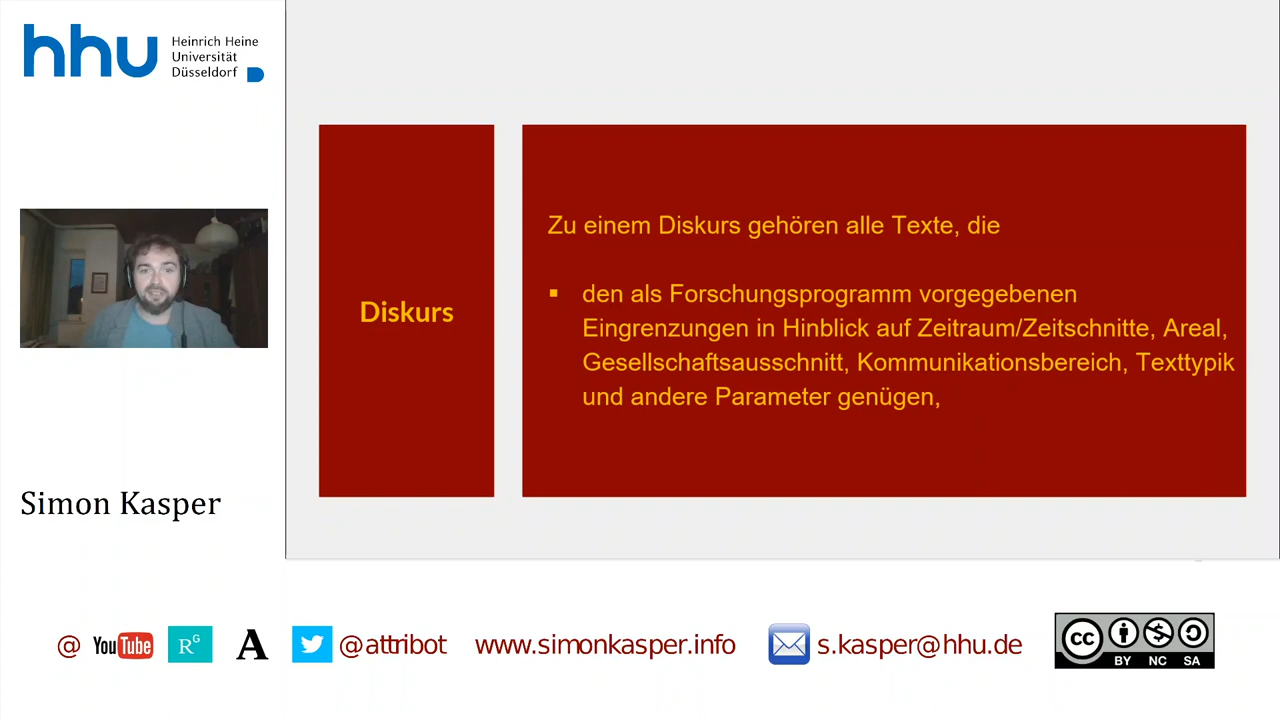 hhu
Heinrich Heine
Universität
Düsseldorf
Zu einem Diskurs gehören alle Texte, die
▪ den als Forschungsprogramm vorgegebenen
Eingrenzungen in Hinblick auf Zeitraum/Zeitschnitte, Areal,
Gesellschaftsausschnitt, Kommunikationsbereich, Texttypik
und andere Parameter genügen,
Diskurs
Simon Kasper
@ YouTube RG A @attribot www.simonkasper.info s.kasper@hhu.de
cc BY NC SA